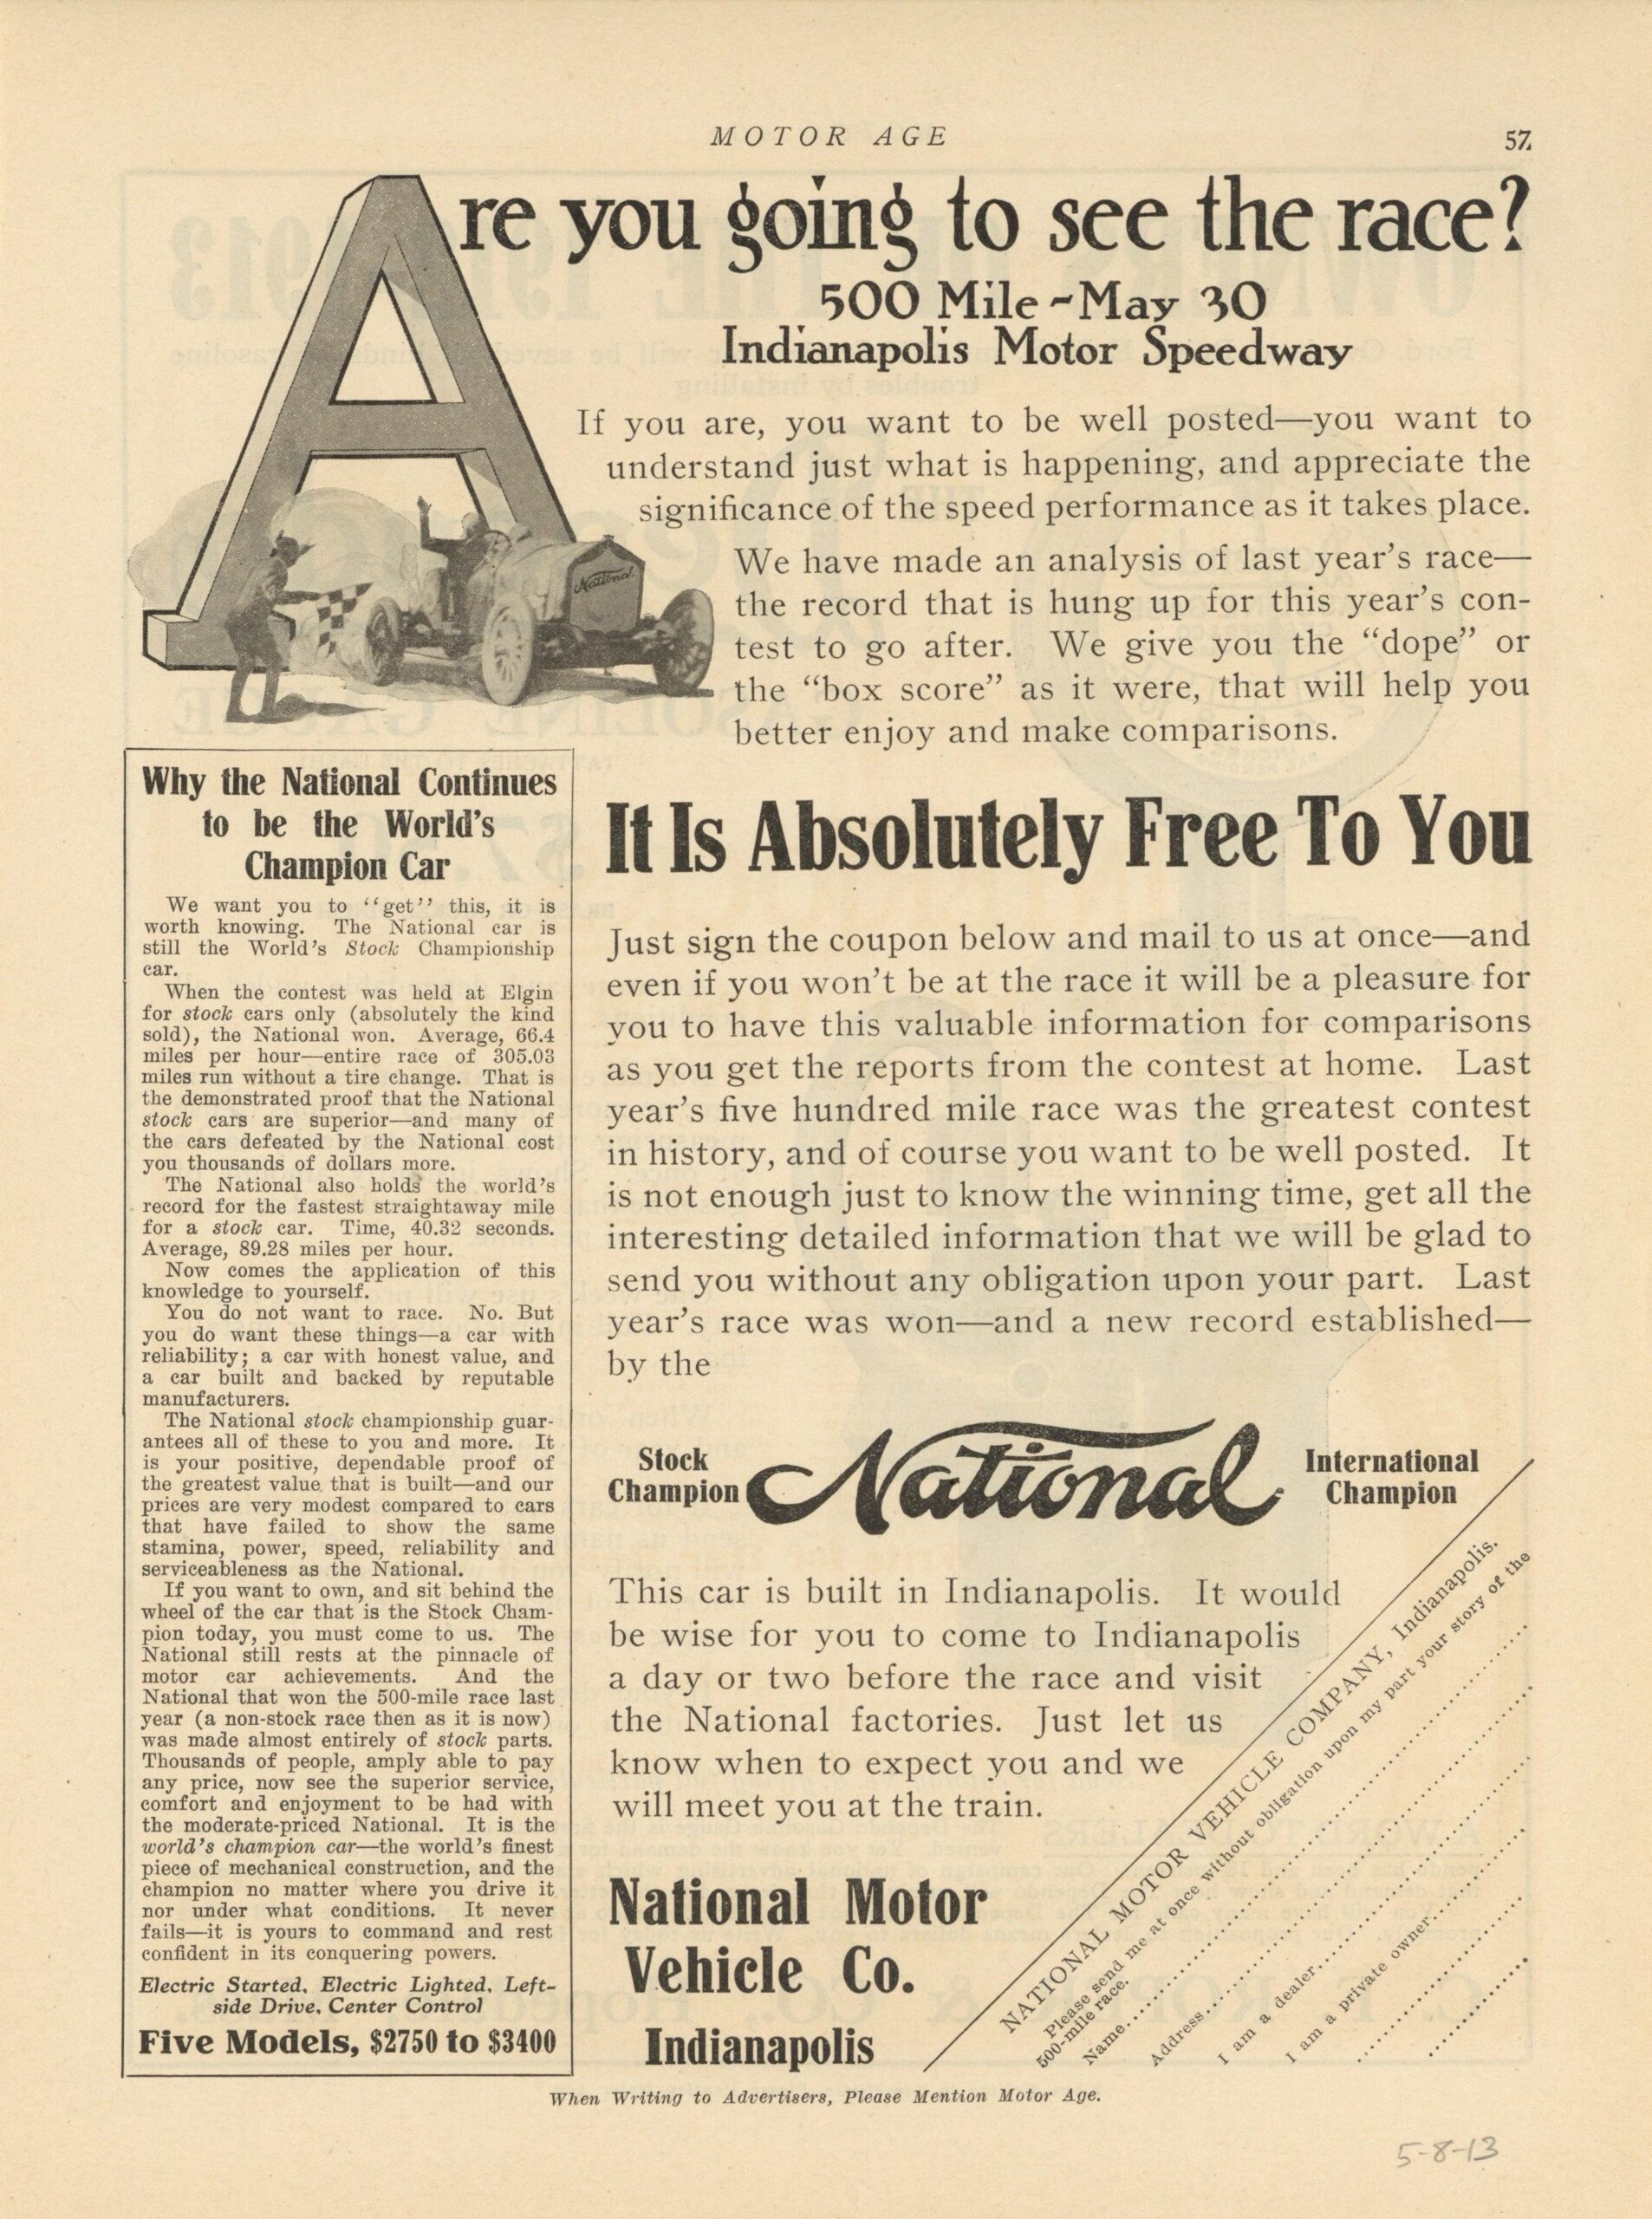 MOTOR AGE
57
Are you going to see the race?
500 Mile ~ May 30
Indianapolis Motor Speedway
If you are, you want to be well posted—you want to
understand just what is happening, and appreciate the
significance of the speed performance as it takes place.
We have made an analysis of last year's race—
the record that is hung up for this year's con-
test to go after. We give you the "dope" or
the "box score" as it were, that will help you
better enjoy and make comparisons.
National
Why the National Continues
to be the World's
Champion Car
We want you to "get" this, it is
worth knowing. The National car is
still the World's Stock Championship
car.
When the contest was held at Elgin
for stock cars only (absolutely the kind
sold), the National won. Average, 66.4
miles per hour—entire race of 305.03
miles run without a tire change. That is
the demonstrated proof that the National
stock cars are superior—and many of
the cars defeated by the National cost
you thousands of dollars more.
The National also holds the world's
record for the fastest straightaway mile
for a stock car. Time, 40.32 seconds.
Average, 89.28 miles per hour.
Now comes the application of this
knowledge to yourself.
You do not want to race. No. But
you do want these things—a car with
reliability; a car with honest value, and
a car built and backed by reputable
manufacturers.
The National stock championship guar-
antees all of these to you and more. It
is your positive, dependable proof of
the greatest value that is built—and our
prices are very modest compared to cars
that have failed to show the same
stamina, power, speed, reliability and
serviceableness as the National.
If you want to own, and sit behind the
wheel of the car that is the Stock Cham-
pion today, you must come to us. The
National still rests at the pinnacle of
motor car achievements. And the
National that won the 500-mile race last
year (a non-stock race then as it is now)
was made almost entirely of stock parts.
Thousands of people, amply able to pay
any price, now see the superior service,
comfort and enjoyment to be had with
the moderate-priced National. It is the
world's champion car—the world's finest
piece of mechanical construction, and the
champion no matter where you drive it
nor under what conditions. It never
fails—it is yours to command and rest
confident in its conquering powers.
Electric Started, Electric Lighted, Left-
side Drive, Center Control
Five Models, $2750 to $3400
It Is Absolutely Free To You
Just sign the coupon below and mail to us at once—and
even if you won't be at the race it will be a pleasure for
you to have this valuable information for comparisons
as you get the reports from the contest at home. Last
year's five hundred mile race was the greatest contest
in history, and of course you want to be well posted. It
is not enough just to know the winning time, get all the
interesting detailed information that we will be glad to
send you without any obligation upon your part. Last
year's race was won—and a new record established—
by the
Stock
Champion
National
International
Champion
This car is built in Indianapolis. It would
be wise for you to come to Indianapolis
a day or two before the race and visit
the National factories. Just let us
know when to expect you and we
will meet you at the train.
National Motor
Vehicle Co.
Indianapolis
NATIONAL MOTOR VEHICLE COMPANY, Indianapolis.
Please send me at once without obligation upon my part your story of the
500-mile race.
Name
Address
I am a dealer
I am a private owner
When Writing to Advertisers, Please Mention Motor Age.
5-8-13